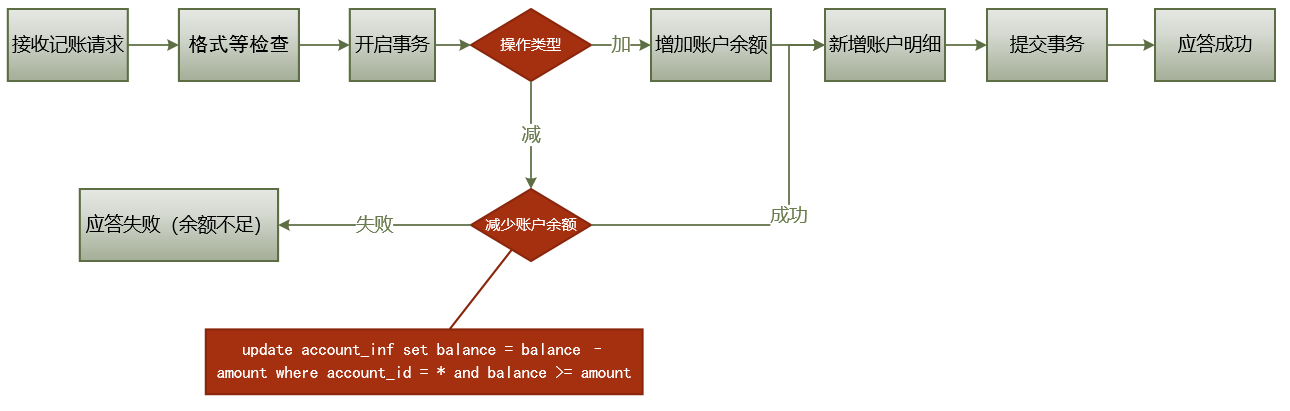 接收记账请求
格式等检查
开启事务
操作类型
加
增加账户余额
新增账户明细
提交事务
应答成功
减
应答失败（余额不足）
失败
减少账户余额
成功
update account_inf set balance = balance -
amount where account_id = * and balance >= amount